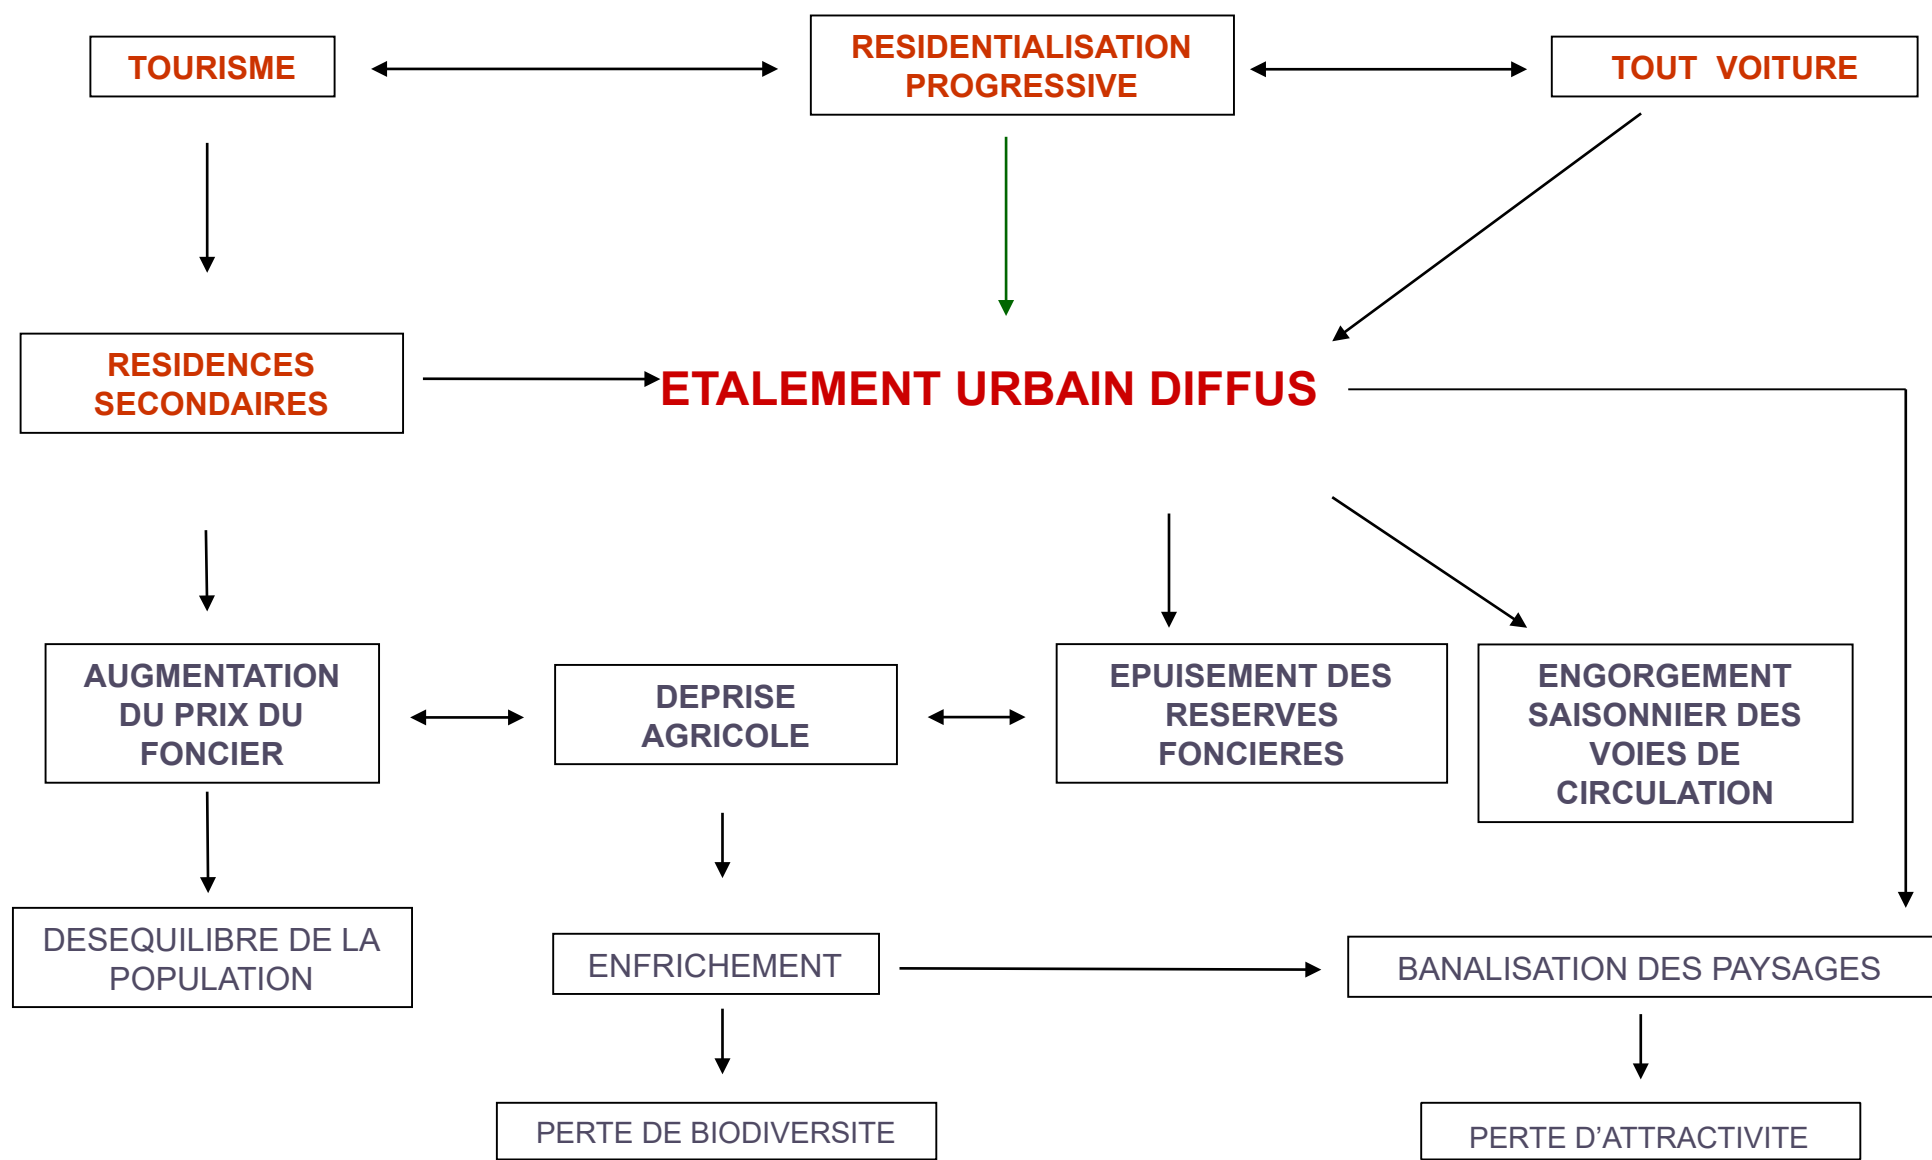 TOURISME
RESIDENTIALISATION
PROGRESSIVE
TOUT VOITURE
RESIDENCES
SECONDAIRES
ETALEMENT URBAIN DIFFUS
AUGMENTATION
DU PRIX DU
FONCIER
DEPRISE
AGRICOLE
EPUISEMENT DES
RESERVES
FONCIERES
ENGORGEMENT
SAISONNIER DES
VOIES DE
CIRCULATION
DESEQUILIBRE DE LA
POPULATION
ENFRICHEMENT
BANALISATION DES PAYSAGES
PERTE DE BIODIVERSITE
PERTE D'ATTRACTIVITE